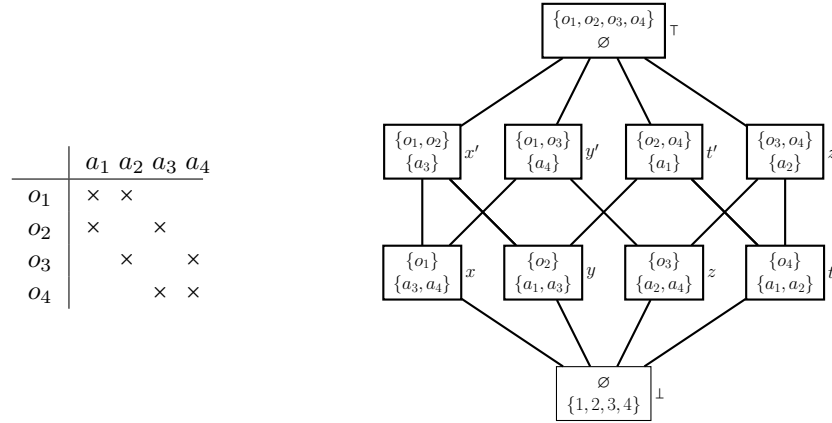 a₁ a₂ a₃ a₄
o₁ × ×
o₂ × ×
o₃ × ×
o₄ × ×
{o₁, o₂, o₃, o₄}
∅
⊤
{o₁, o₂}
{a₃}
x′
{o₁, o₃}
{a₄}
y′
{o₂, o₄}
{a₁}
t′
{o₃, o₄}
{a₂}
z
{o₁}
{a₃, a₄}
x
{o₂}
{a₁, a₃}
y
{o₃}
{a₂, a₄}
z
{o₄}
{a₁, a₂}
t
∅
{1, 2, 3, 4}
⊥